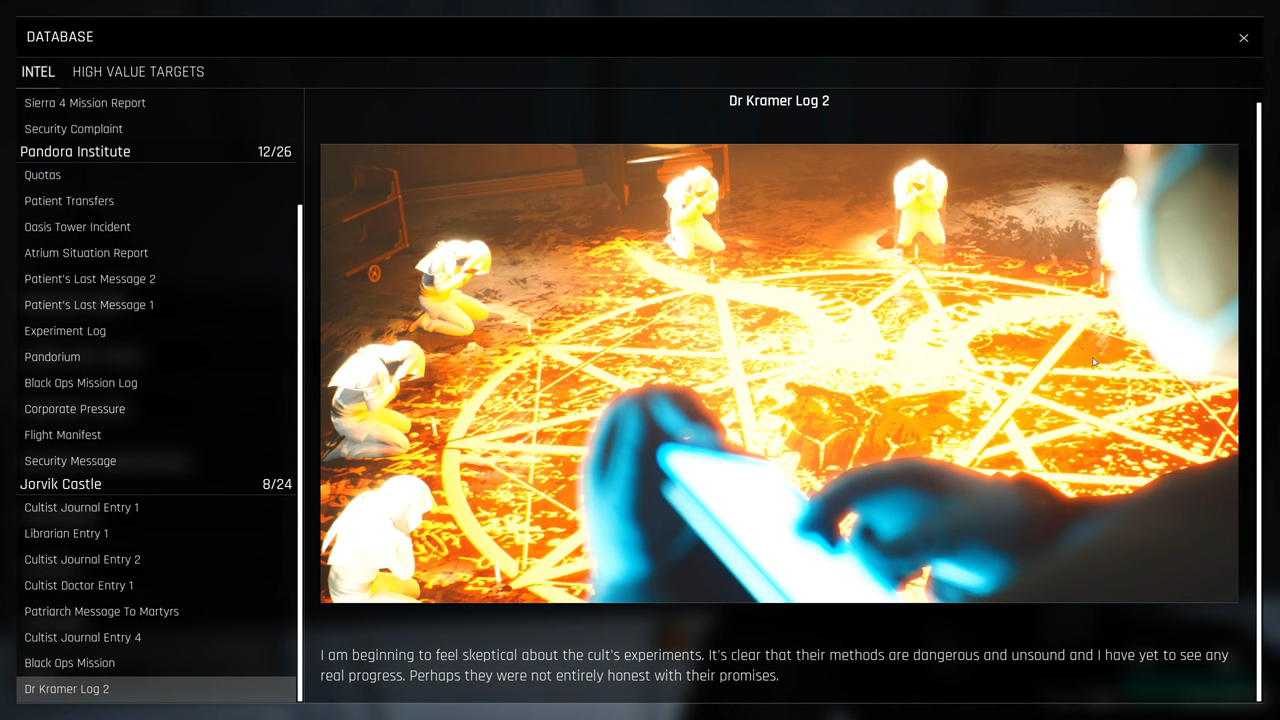 DATABASE
INTEL
HIGH VALUE TARGETS
Sierra 4 Mission Report
Security Complaint
Pandora Institute 12/26
Quotas
Patient Transfers
Oasis Tower Incident
Atrium Situation Report
Patient's Last Message 2
Patient's Last Message 1
Experiment Log
Pandorium
Black Ops Mission Log
Corporate Pressure
Flight Manifest
Security Message
Jorvik Castle 8/24
Cultist Journal Entry 1
Librarian Entry 1
Cultist Journal Entry 2
Cultist Doctor Entry 1
Patriarch Message To Martyrs
Cultist Journal Entry 4
Black Ops Mission
Dr Kramer Log 2
Dr Kramer Log 2
I am beginning to feel skeptical about the cult's experiments. It's clear that their methods are dangerous and unsound and I have yet to see any
real progress. Perhaps they were not entirely honest with their promises.